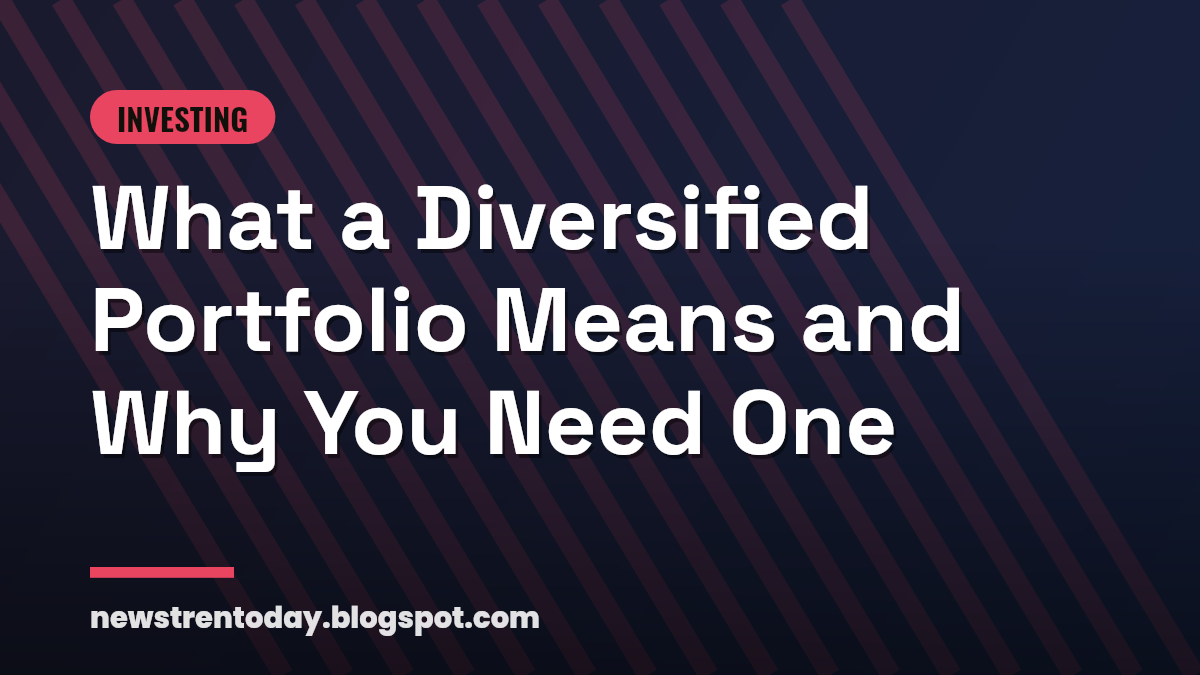 INVESTING
What a Diversified
Portfolio Means and
Why You Need One
newstrentoday.blogspot.com